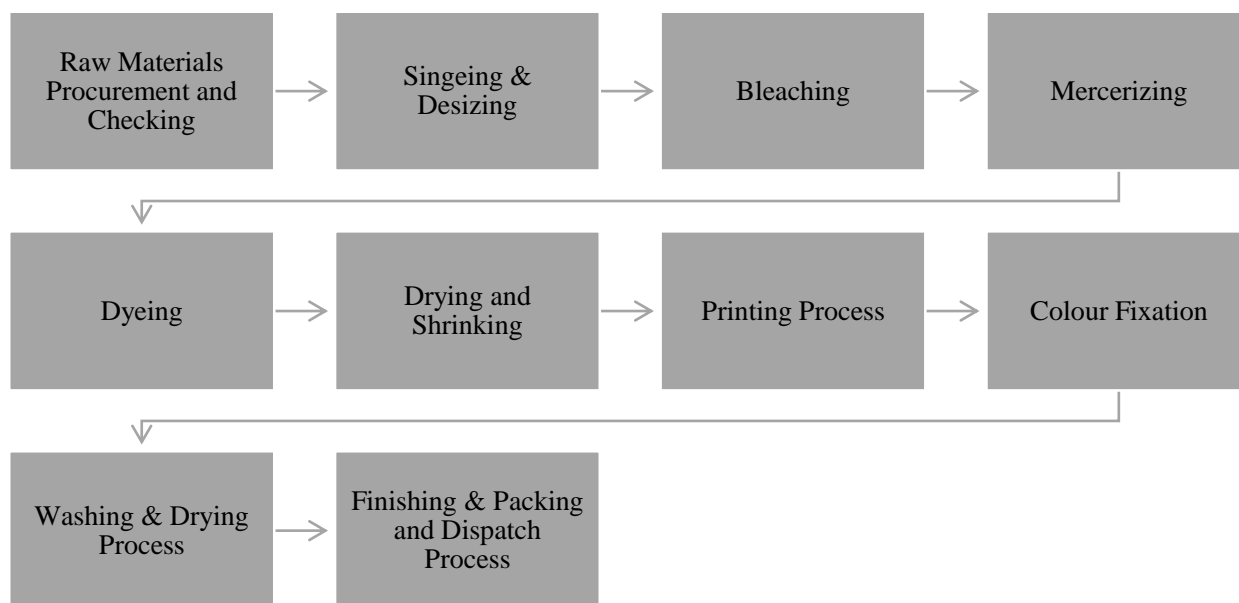 Raw Materials
Procurement and
Checking
Singeing &
Desizing
Bleaching
Mercerizing
Dyeing
Drying and
Shrinking
Printing Process
Colour Fixation
Washing & Drying
Process
Finishing & Packing
and Dispatch
Process